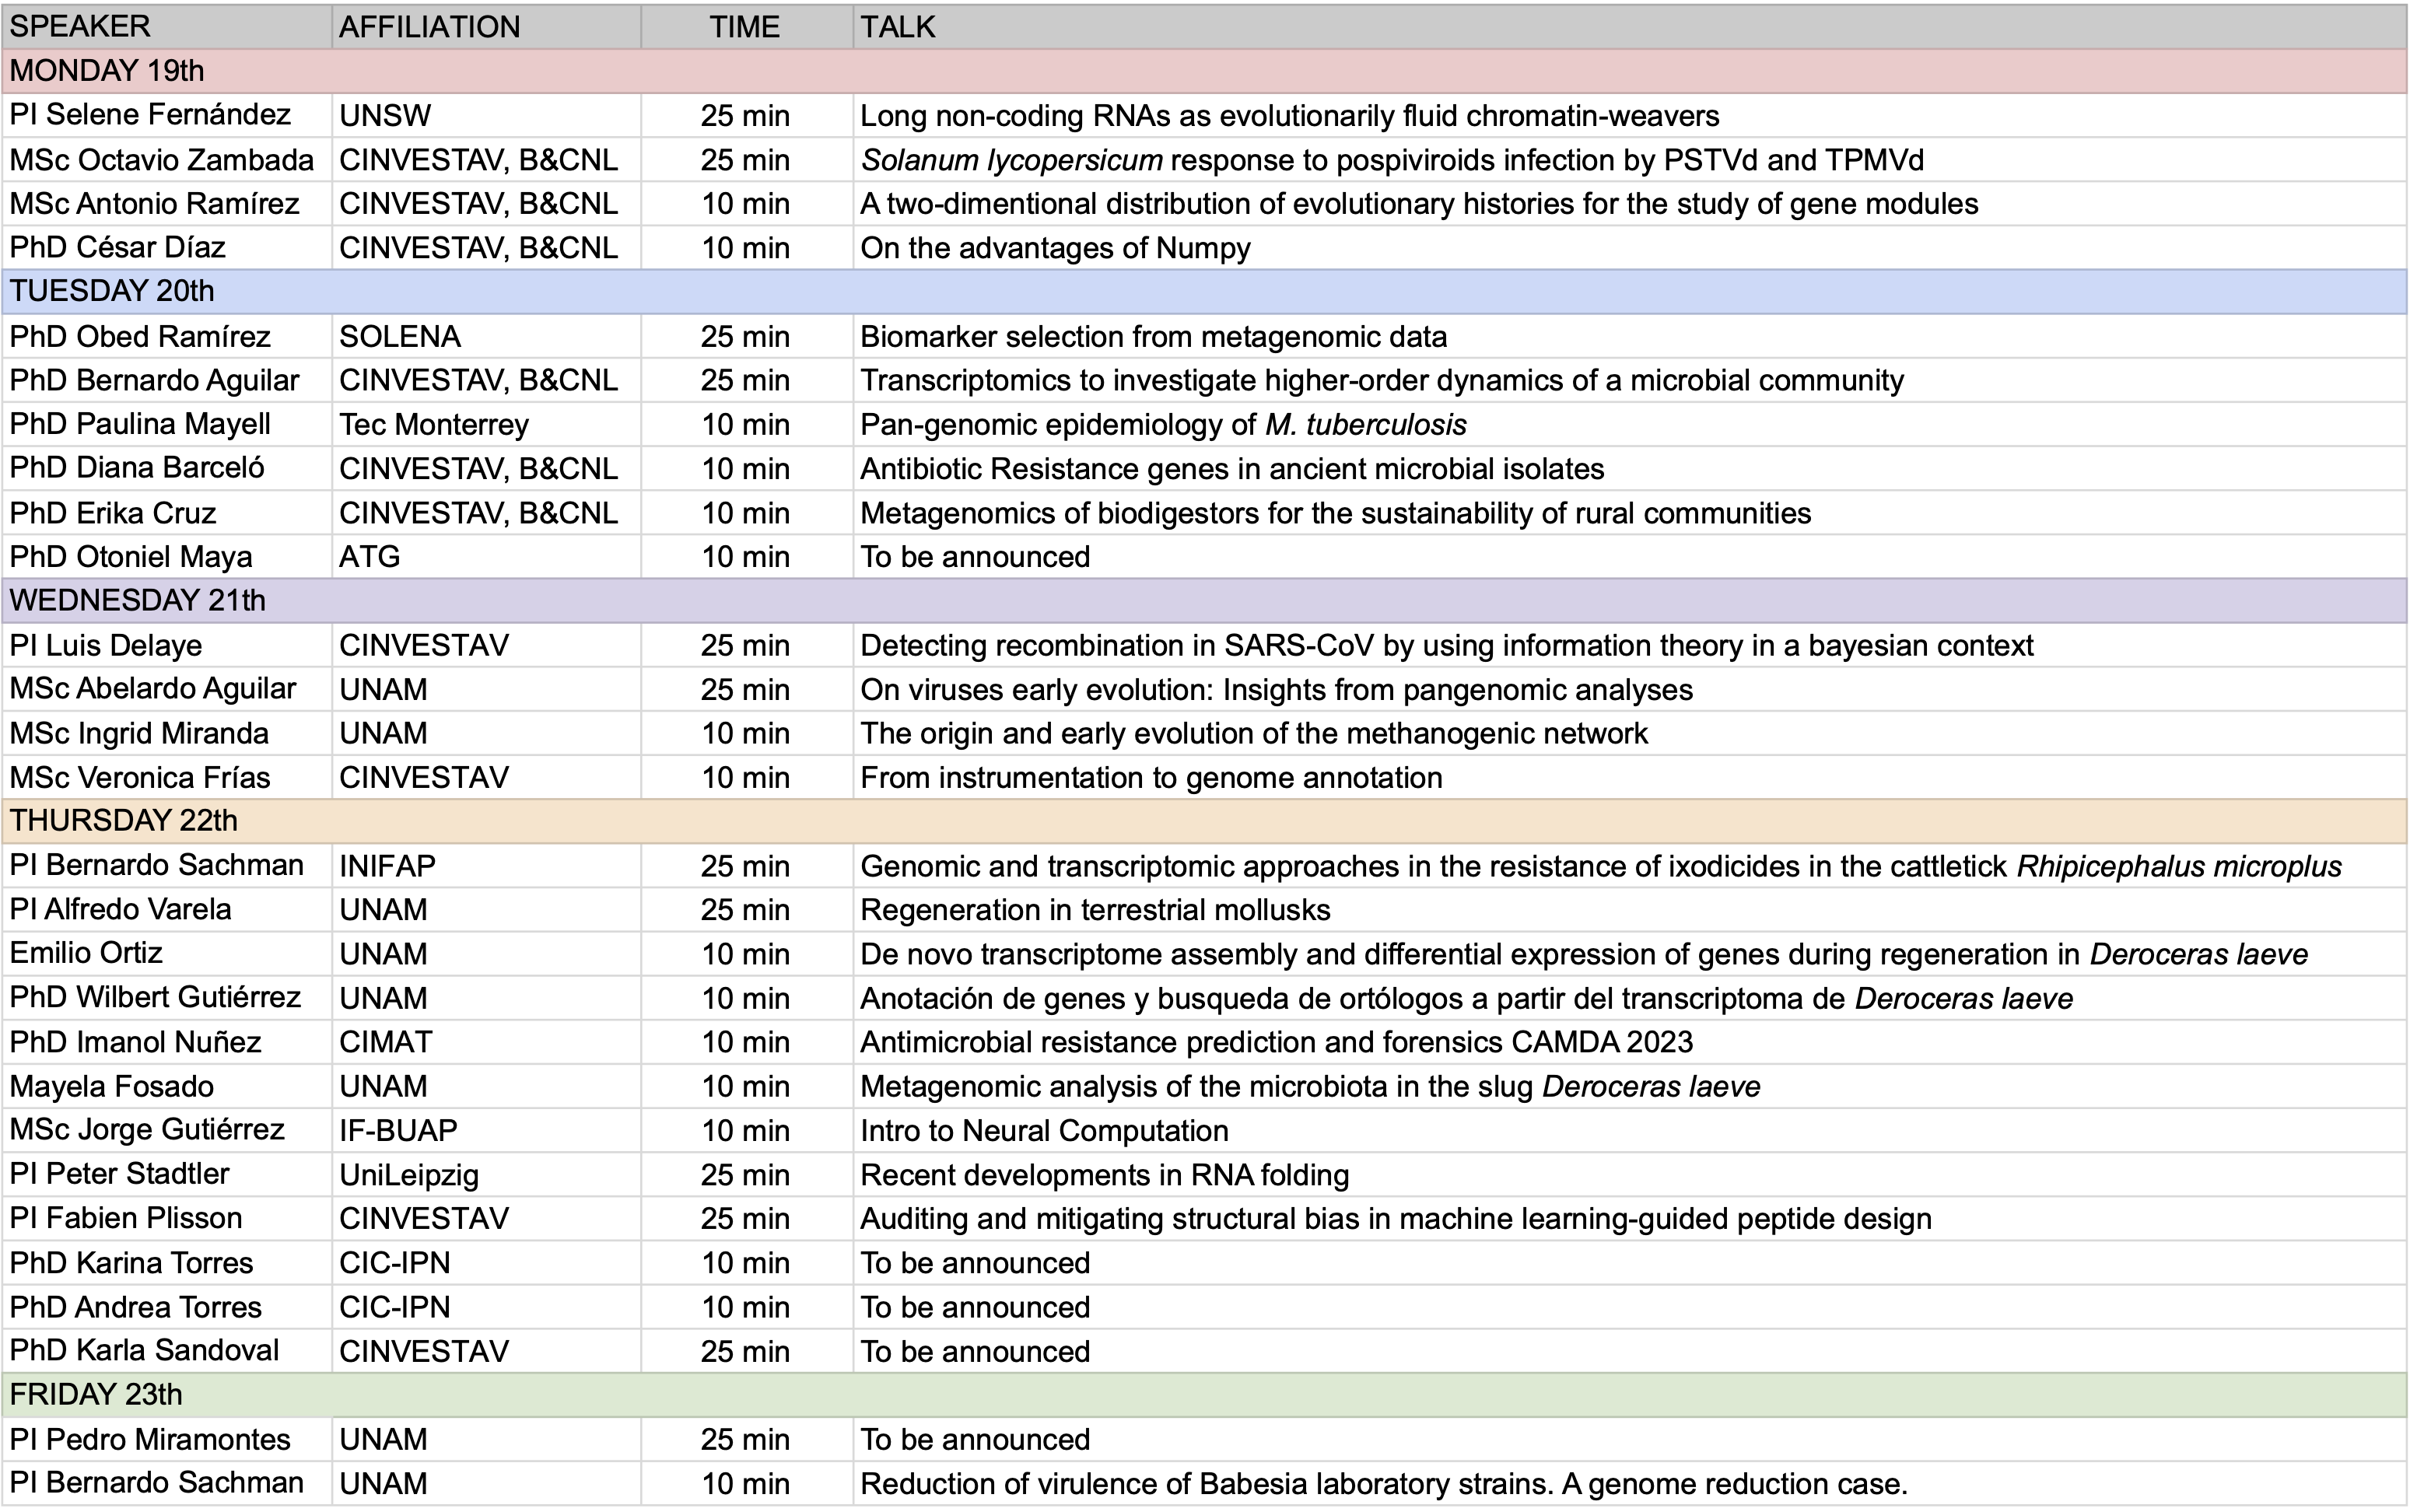 SPEAKER AFFILIATION TIME TALK
MONDAY 19th
PI Selene Fernández UNSW 25 min Long non-coding RNAs as evolutionarily fluid chromatin-weavers
MSc Octavio Zambada CINVESTAV, B&CNL 25 min Solanum lycopersicum response to pospiviroids infection by PSTVd and TPMVd
MSc Antonio Ramírez CINVESTAV, B&CNL 10 min A two-dimentional distribution of evolutionary histories for the study of gene modules
PhD César Díaz CINVESTAV, B&CNL 10 min On the advantages of Numpy
TUESDAY 20th
PhD Obed Ramírez SOLENA 25 min Biomarker selection from metagenomic data
PhD Bernardo Aguilar CINVESTAV, B&CNL 25 min Transcriptomics to investigate higher-order dynamics of a microbial community
PhD Paulina Mayell Tec Monterrey 10 min Pan-genomic epidemiology of M. tuberculosis
PhD Diana Barceló CINVESTAV, B&CNL 10 min Antibiotic Resistance genes in ancient microbial isolates
PhD Erika Cruz CINVESTAV, B&CNL 10 min Metagenomics of biodigestors for the sustainability of rural communities
PhD Otoniel Maya ATG 10 min To be announced
WEDNESDAY 21th
PI Luis Delaye CINVESTAV 25 min Detecting recombination in SARS-CoV by using information theory in a bayesian context
MSc Abelardo Aguilar UNAM 25 min On viruses early evolution: Insights from pangenomic analyses
MSc Ingrid Miranda UNAM 10 min The origin and early evolution of the methanogenic network
MSc Veronica Frías CINVESTAV 10 min From instrumentation to genome annotation
THURSDAY 22th
PI Bernardo Sachman INIFAP 25 min Genomic and transcriptomic approaches in the resistance of ixodicides in the cattletick Rhipicephalus microplus
PI Alfredo Varela UNAM 25 min Regeneration in terrestrial mollusks
Emilio Ortiz UNAM 10 min De novo transcriptome assembly and differential expression of genes during regeneration in Deroceras laeve
PhD Wilbert Gutiérrez UNAM 10 min Anotación de genes y busqueda de ortólogos a partir del transcriptoma de Deroceras laeve
PhD Imanol Nuñez CIMAT 10 min Antimicrobial resistance prediction and forensics CAMDA 2023
Mayela Fosado UNAM 10 min Metagenomic analysis of the microbiota in the slug Deroceras laeve
MSc Jorge Gutiérrez IF-BUAP 10 min Intro to Neural Computation
PI Peter Stadtler UniLeipzig 25 min Recent developments in RNA folding
PI Fabien Plisson CINVESTAV 25 min Auditing and mitigating structural bias in machine learning-guided peptide design
PhD Karina Torres CIC-IPN 10 min To be announced
PhD Andrea Torres CIC-IPN 10 min To be announced
PhD Karla Sandoval CINVESTAV 25 min To be announced
FRIDAY 23th
PI Pedro Miramontes UNAM 25 min To be announced
PI Bernardo Sachman UNAM 10 min Reduction of virulence of Babesia laboratory strains. A genome reduction case.